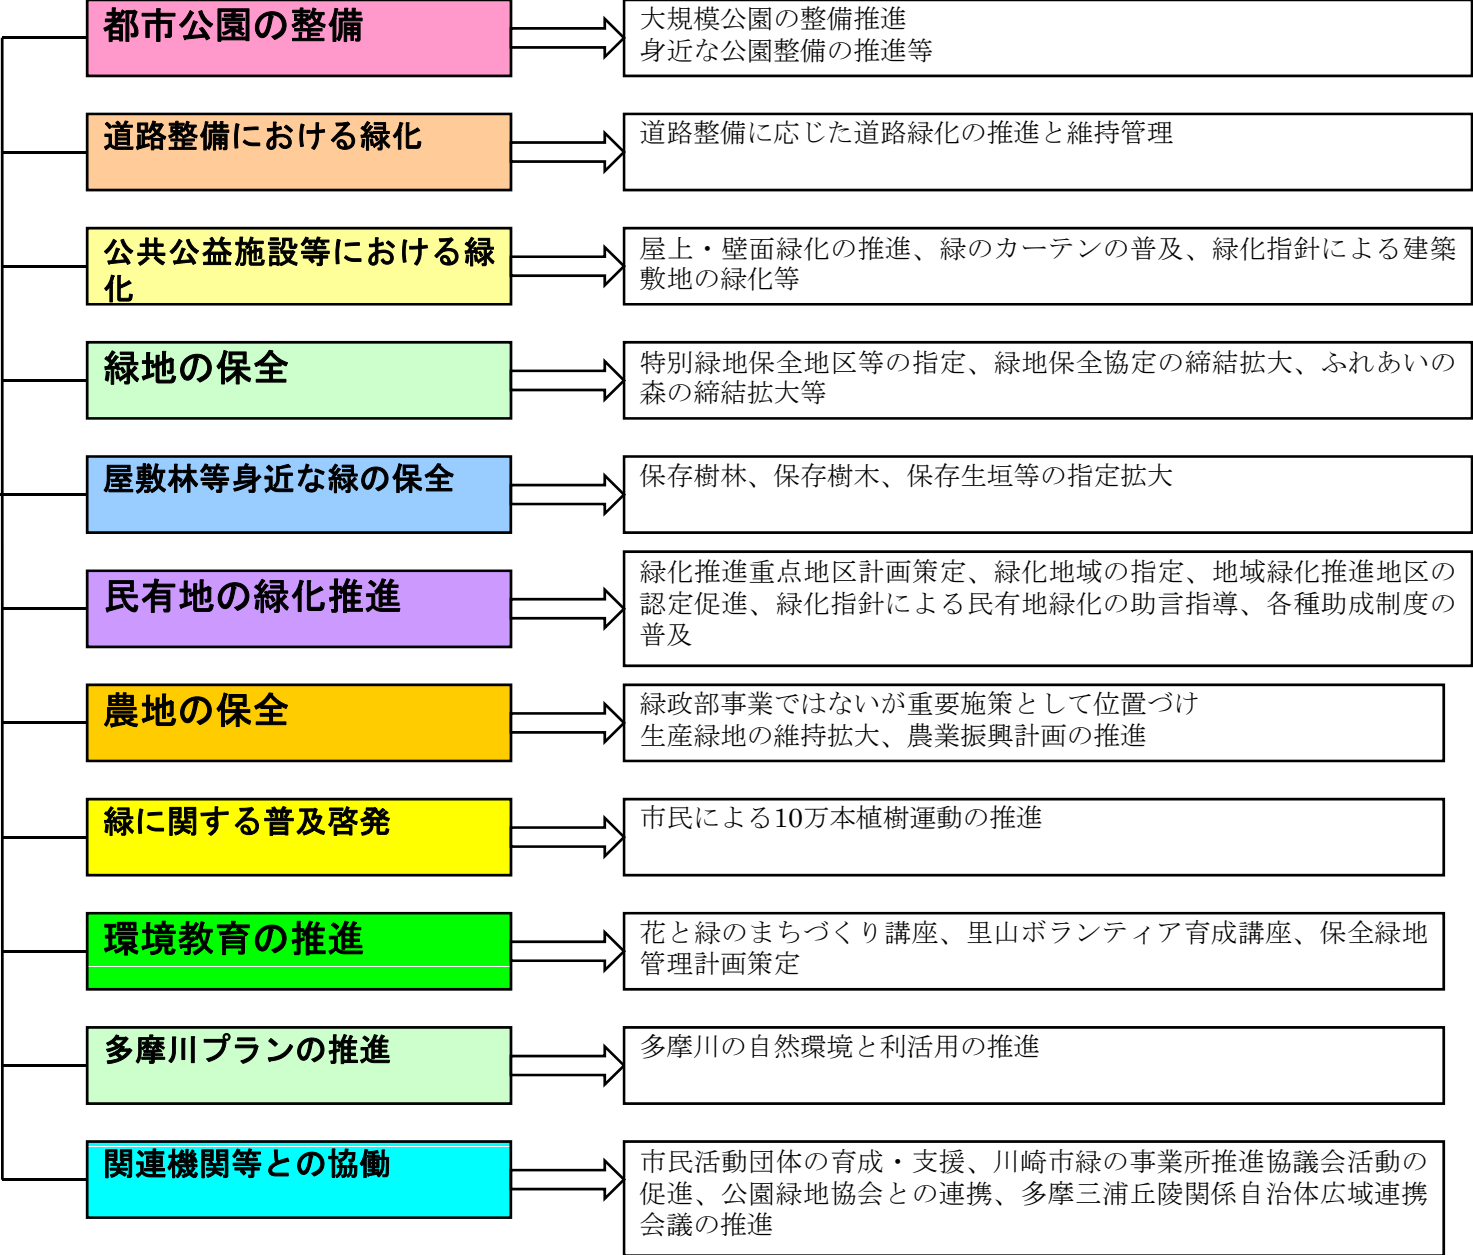 都市公園の整備
大規模公園の整備推進
身近な公園整備の推進等
道路整備における緑化
道路整備に応じた道路緑化の推進と維持管理
公共公益施設等における緑
化
屋上・壁面緑化の推進、緑のカーテンの普及、緑化指針による建築
敷地の緑化等
緑地の保全
特別緑地保全地区等の指定、緑地保全協定の締結拡大、ふれあいの
森の締結拡大等
屋敷林等身近な緑の保全
保存樹林、保存樹木、保存生垣等の指定拡大
民有地の緑化推進
緑化推進重点地区計画策定、緑化地域の指定、地域緑化推進地区の
認定促進、緑化指針による民有地緑化の助言指導、各種助成制度の
普及
農地の保全
緑政部事業ではないが重要施策として位置づけ
生産緑地の維持拡大、農業振興計画の推進
緑に関する普及啓発
市民による10万本植樹運動の推進
環境教育の推進
花と緑のまちづくり講座、里山ボランティア育成講座、保全緑地
管理計画策定
多摩川プランの推進
多摩川の自然環境と利活用の推進
関連機関等との協働
市民活動団体の育成・支援、川崎市緑の事業所推進協議会活動の
促進、公園緑地協会との連携、多摩三浦丘陵関係自治体広域連携
会議の推進